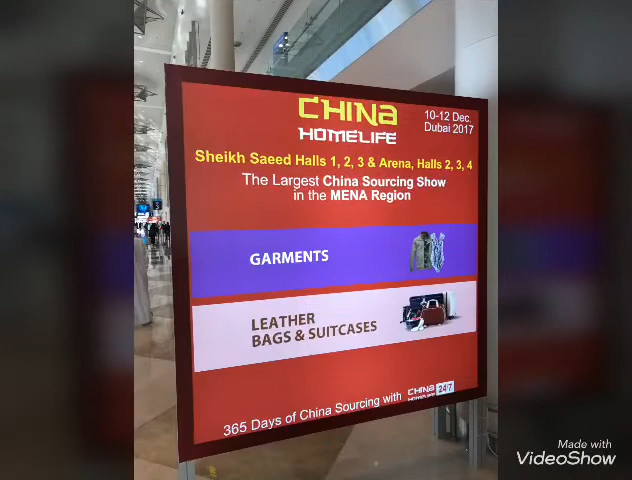 CHINA
HOMELIFE
10-12 Dec.
Dubai 2017
Sheikh Saeed Halls 1, 2, 3 & Arena, Halls 2, 3, 4
The Largest China Sourcing Show
in the MENA Region
GARMENTS
LEATHER
BAGS & SUITCASES
365 Days of China Sourcing with CHINA HOMELIFE 24/7
Made with
VideoShow